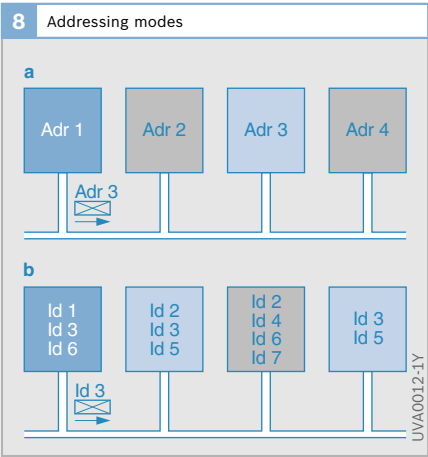 8 Addressing modes
a
Adr 1 Adr 2 Adr 3 Adr 4
Adr 3
b
Id 1
Id 3
Id 6
Id 2
Id 3
Id 5
Id 2
Id 4
Id 6
Id 7
Id 3
Id 5
Id 3
UVA0012-1Y